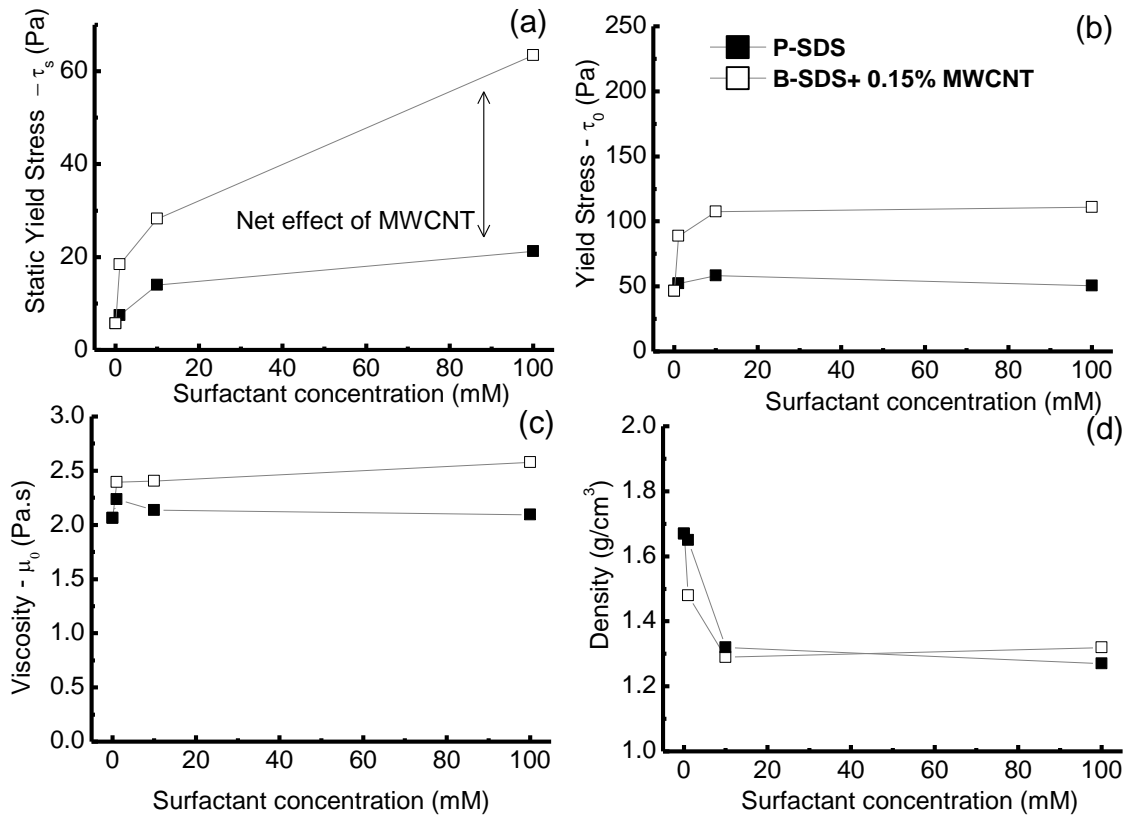 (a)
Static Yield Stress – τs (Pa)
60
40
20
0
Net effect of MWCNT
0 20 40 60 80 100
Surfactant concentration (mM)
(b)
P-SDS
B-SDS+ 0.15% MWCNT
Yield Stress - τ0 (Pa)
250
200
150
100
50
0
0 20 40 60 80 100
Surfactant concentration (mM)
(c)
Viscosity - μ0 (Pa.s)
3.0
2.5
2.0
1.5
1.0
0.5
0.0
0 20 40 60 80 100
Surfactant concentration (mM)
(d)
Density (g/cm³)
2.0
1.8
1.6
1.4
1.2
1.0
0 20 40 60 80 100
Surfactant concentration (mM)